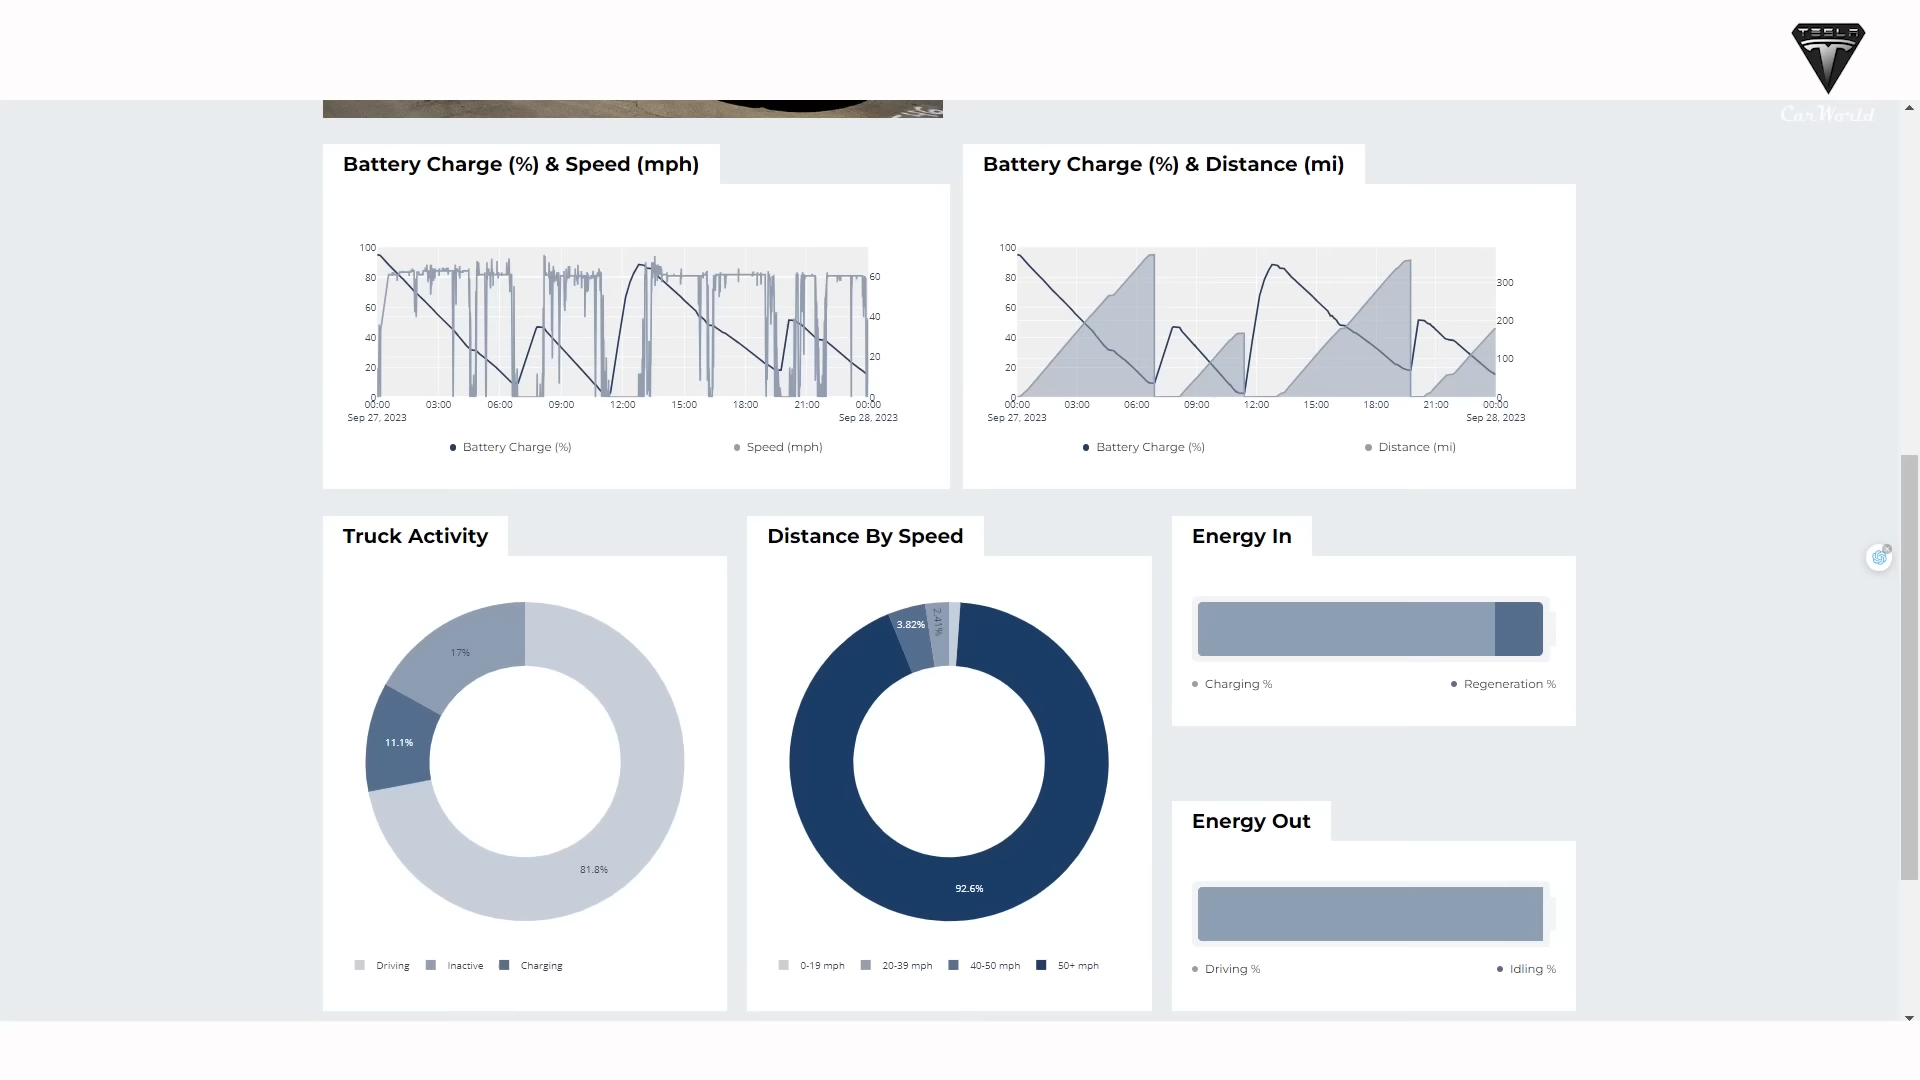 TESLA
CarWorld
Battery Charge (%) & Speed (mph)
100
80
60
40
20
0
60
40
20
0
00:00
03:00
06:00
09:00
12:00
15:00
18:00
21:00
00:00
Sep 27, 2023
Sep 28, 2023
Battery Charge (%)
Speed (mph)
Battery Charge (%) & Distance (mi)
100
80
60
40
20
0
300
200
100
0
00:00
03:00
06:00
09:00
12:00
15:00
18:00
21:00
00:00
Sep 27, 2023
Sep 28, 2023
Battery Charge (%)
Distance (mi)
Truck Activity
17%
11.1%
81.8%
Driving
Inactive
Charging
Distance By Speed
3.82%
2.41%
92.6%
0-19 mph
20-39 mph
40-50 mph
50+ mph
Energy In
Charging %
Regeneration %
Energy Out
Driving %
Idling %